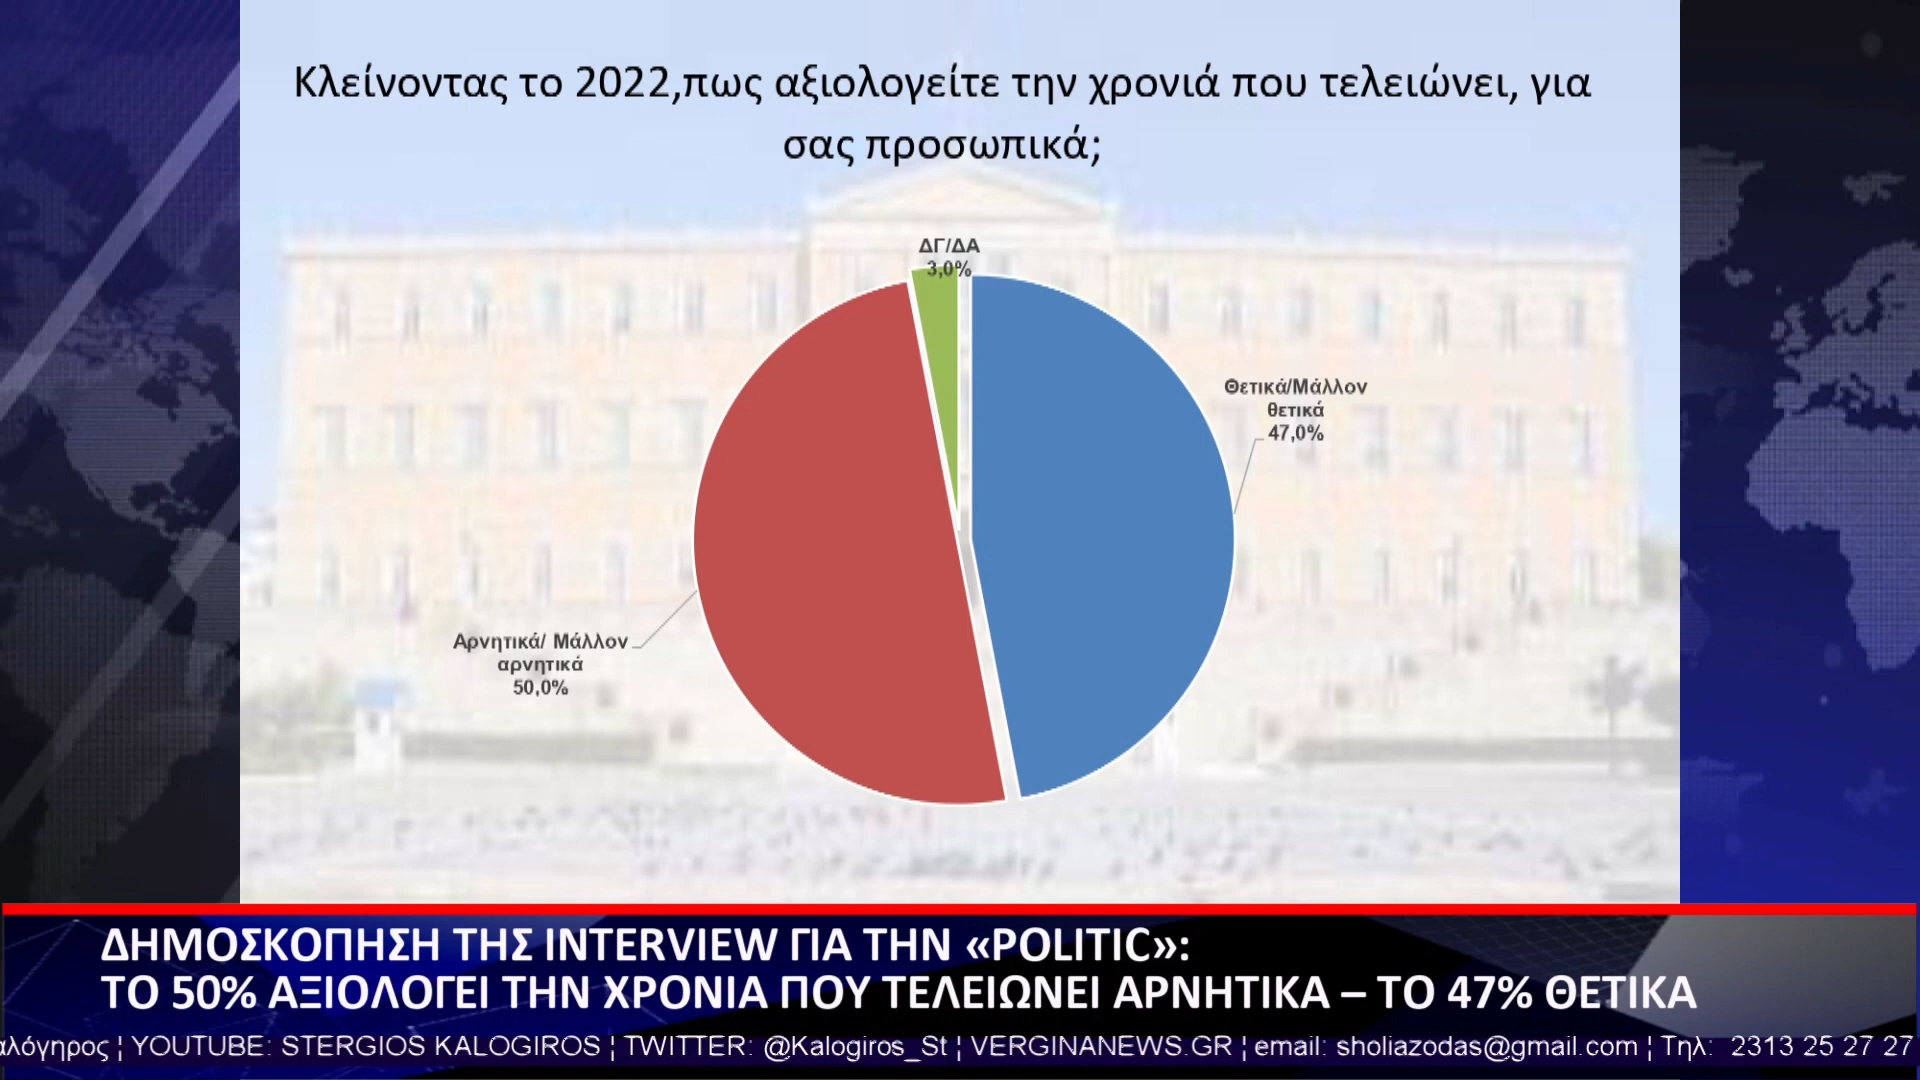 Κλείνοντας το 2022,πως αξιολογείτε την χρονιά που τελειώνει, για
σας προσωπικά;
ΔΓ/ΔΑ
3,0%
Θετικά/Μάλλον
θετικά
47,0%
Αρνητικά/ Μάλλον
αρνητικά
50,0%
ΔΗΜΟΣΚΟΠΗΣΗ ΤΗΣ INTERVIEW ΓΙΑ ΤΗΝ «POLITIC»:
ΤΟ 50% ΑΞΙΟΛΟΓΕΙ ΤΗΝ ΧΡΟΝΙΑ ΠΟΥ ΤΕΛΕΙΩΝΕΙ ΑΡΝΗΤΙΚΑ – ΤΟ 47% ΘΕΤΙΚΑ
αλόγηρος ¦ YOUTUBE: STERGIOS KALOGIROS ¦ TWITTER: @Kalogiros_St ¦ VERGINANEWS.GR ¦ email: sholiazodas@gmail.com ¦ Τηλ: 2313 25 27 27